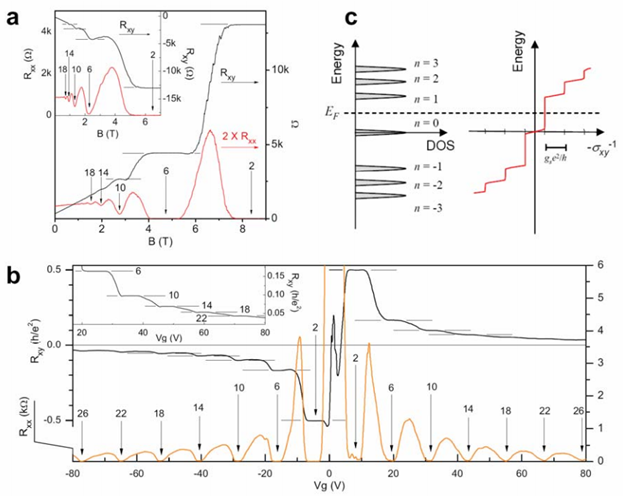 a
4k
3k
2k
1k
0
R_xx (Ω)
R_xy
0
-5k
-10k
-15k
R_xy (Ω)
14
18
10
6
2
2
4
6
B (T)
R_xy
2 X R_xx
18
14
10
6
2
10k
5k
0
Ω
0
2
4
6
8
B (T)
c
Energy
E_F
n = 3
n = 2
n = 1
n = 0
DOS
n = -1
n = -2
n = -3
Energy
g_s e²/h
-σ_xy⁻¹
b
0.5
0.0
-0.5
R_xy (h/e²)
R_xx (kΩ)
6
10
14
18
22
0.15
0.10
0.05
R_xy (h/e²)
20
40
60
80
Vg (V)
26
22
18
14
10
6
2
2
6
10
14
18
22
26
6
5
4
3
2
1
0
-80
-60
-40
-20
0
20
40
60
80
Vg (V)